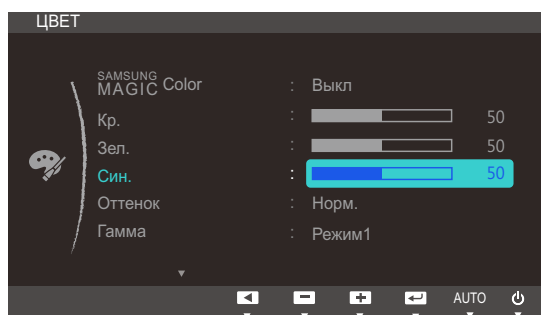 ЦВЕТ
SAMSUNG MAGIC Color : Выкл
Кр. : 50
Зел. : 50
Син. : 50
Оттенок : Норм.
Гамма : Режим1
AUTO